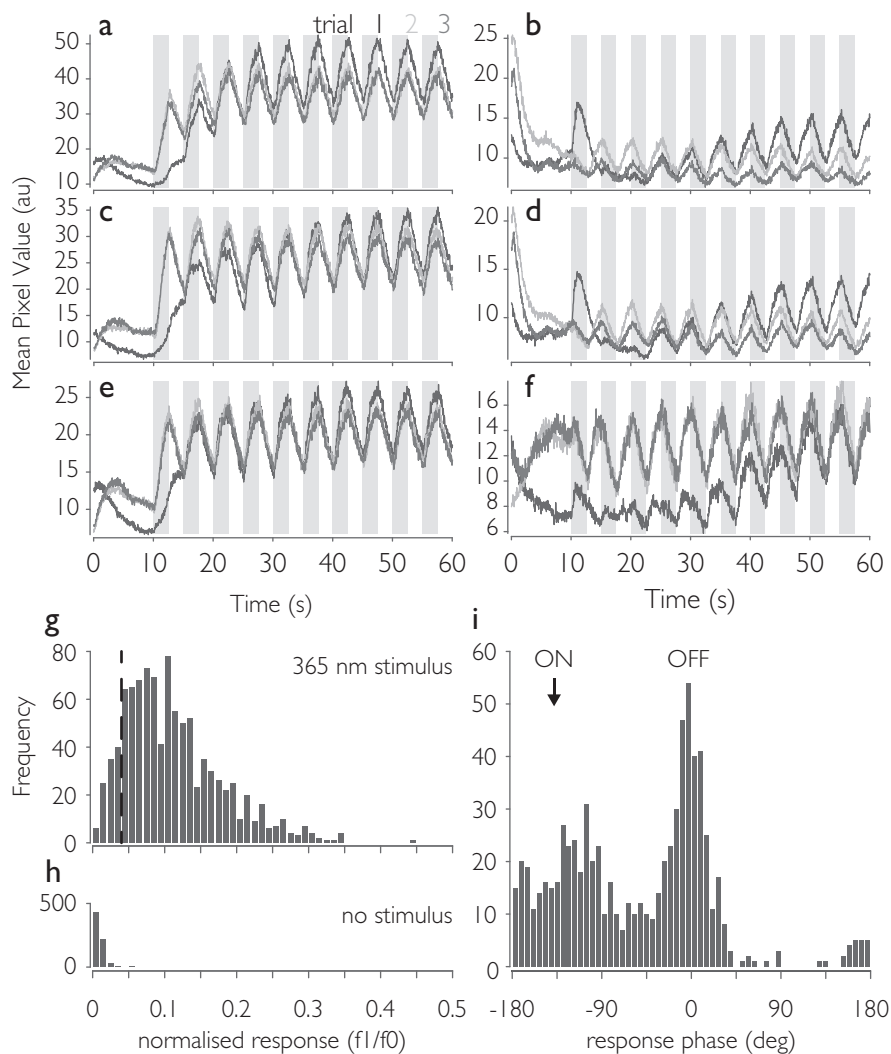 trial 1 2 3
a
50
40
30
20
10
b
25
20
15
10
c
35
30
25
20
15
10
d
20
15
10
e
25
20
15
10
0 10 20 30 40 50 60
Time (s)
f
16
14
12
10
8
6
0 10 20 30 40 50 60
Time (s)
Mean Pixel Value (au)
g
365 nm stimulus
80
60
40
20
0
Frequency
h
no stimulus
500
0
0 0.1 0.2 0.3 0.4 0.5
normalised response (f1/f0)
i
ON OFF
60
50
40
30
20
10
0
-180 -90 0 90 180
response phase (deg)